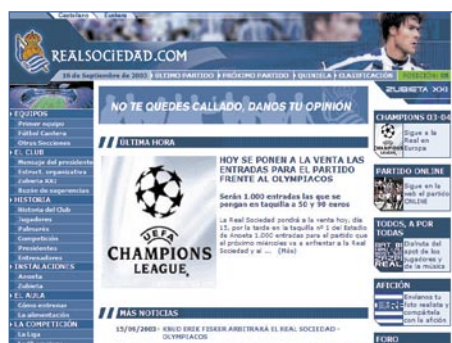 Castellano Euskera
REALSOCIEDAD.COM
15 de Septiembre de 2003 ÚLTIMO PARTIDO PRÓXIMO PARTIDO QUINIELA CLASIFICACIÓN POSICIÓN:
ZUBIETA XXI
NO TE QUEDES CALLADO, DANOS TU OPINIÓN
EQUIPOS
Primer equipo
Fútbol Cantera
Otras Secciones
EL CLUB
Mensaje del presidente
Estruct. organizativa
Zubieta XXI
Buzón de sugerencias
HISTORIA
Historia del Club
Jugadores
Palmarés
Competición
Presidentes
Entrenadores
INSTALACIONES
Anoeta
Zubieta
EL AULA
Cómo entrenar
La alimentación
LA COMPETICIÓN
La Liga
ÚLTIMA HORA
UEFA
CHAMPIONS
LEAGUE
HOY SE PONEN A LA VENTA LAS
ENTRADAS PARA EL PARTIDO
FRENTE AL OLYMPIACOS
Serán 1.000 entradas las que se
pongan en taquilla a 50 y 90 euros
La Real Sociedad pondrá a la venta hoy, día
15, por la tarde en la taquilla nº 1 del Estadio
de Anoeta 1.000 entradas para el partido que
el próximo miércoles va a enfrentar a la Real
Sociedad y al ... (Más)
MÁS NOTICIAS
15/09/2003- KNUD ERIK FISKER ARBITRARÁ EL REAL SOCIEDAD -
OLYMPIACOS
CHAMPIONS 03-04
Sigue a la
Real en
Europa
PARTIDO ONLINE
Sigue en la
web el partido
ONLINE
TODOS, A POR
TODAS
Disfruta del
spot de los
jugadores y
de la música
AFICIÓN
Envíanos tu
foto realista y
compártela
con la afición
FORO